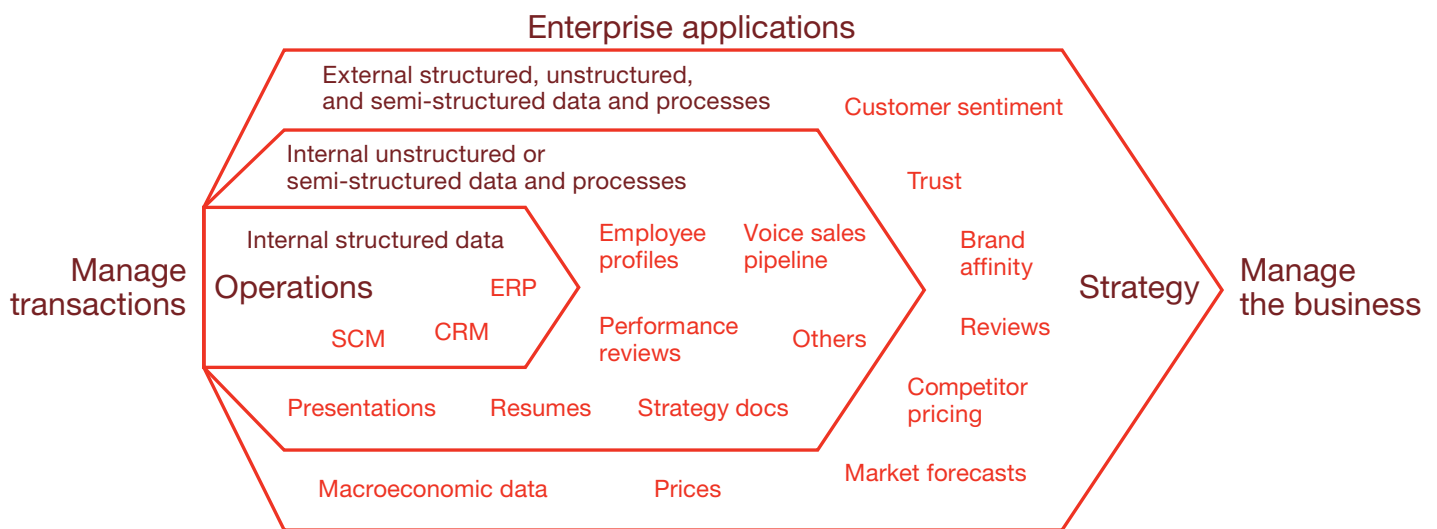 Enterprise applications
External structured, unstructured,
and semi-structured data and processes
Customer sentiment
Internal unstructured or
semi-structured data and processes
Trust
Internal structured data
Employee
profiles
Voice sales
pipeline
Brand
affinity
Manage
transactions
Operations
ERP
Strategy
Manage
the business
SCM
CRM
Performance
reviews
Others
Reviews
Presentations
Resumes
Strategy docs
Competitor
pricing
Macroeconomic data
Prices
Market forecasts